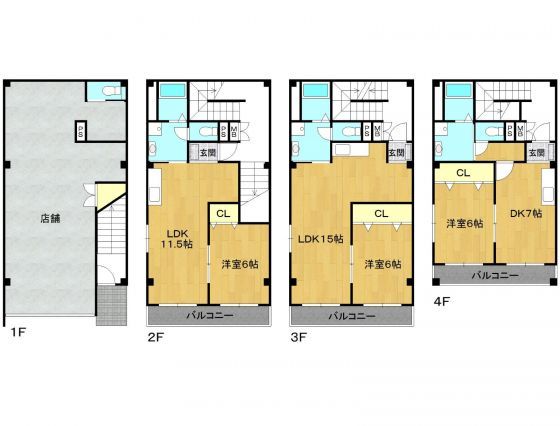 PS
店舗
1F
PS
MB
玄関
LDK
11.5帖
CL
洋室6帖
バルコニー
2F
PS
MB
玄関
LDK15帖
CL
洋室6帖
バルコニー
3F
PS
MB
玄関
CL
洋室6帖
DK7帖
バルコニー
4F